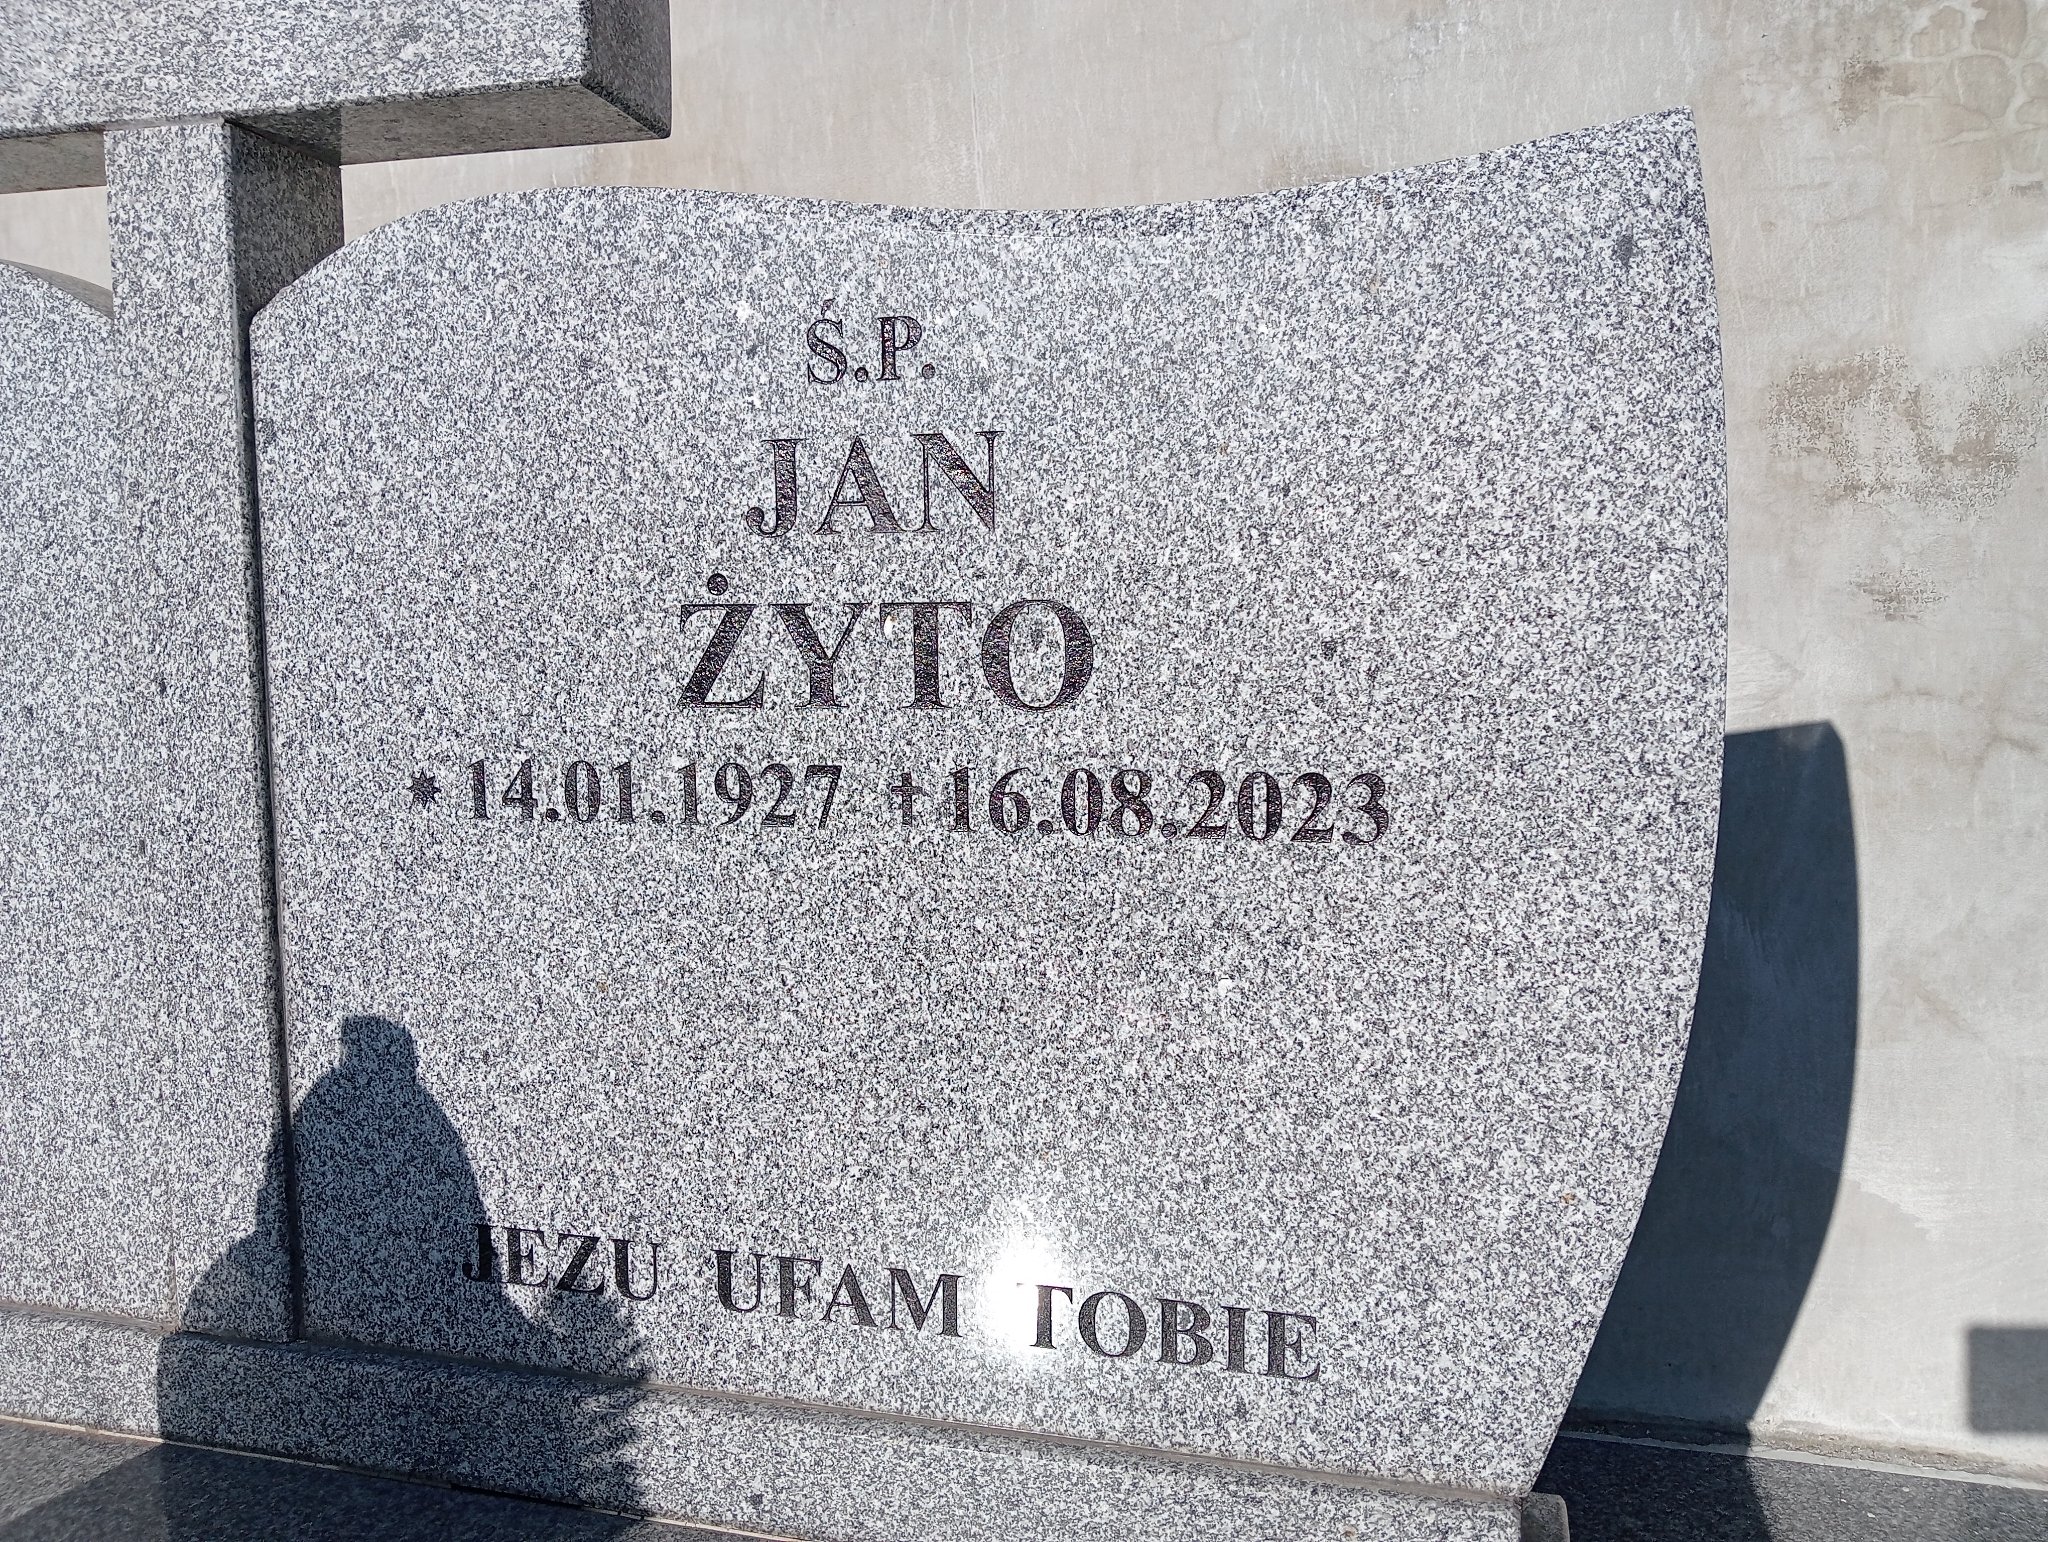 Ś.P.
JAN
ŻYTO
* 14.01.1927 ✝ 16.08.2023
JEZU UFAM TOBIE